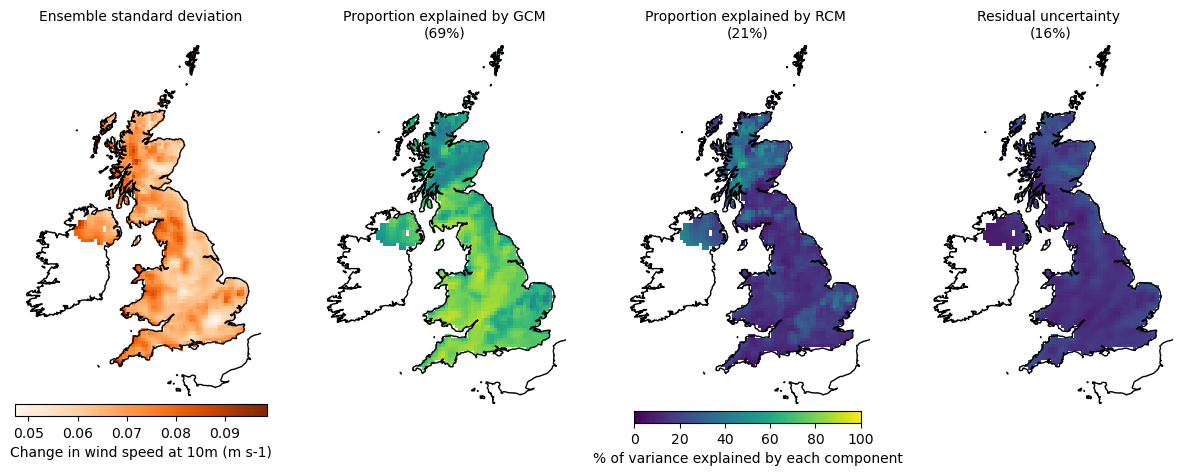 Ensemble standard deviation
Proportion explained by GCM
(69%)
Proportion explained by RCM
(21%)
Residual uncertainty
(16%)
0.05 0.06 0.07 0.08 0.09
Change in wind speed at 10m (m s-1)
0 20 40 60 80 100
% of variance explained by each component